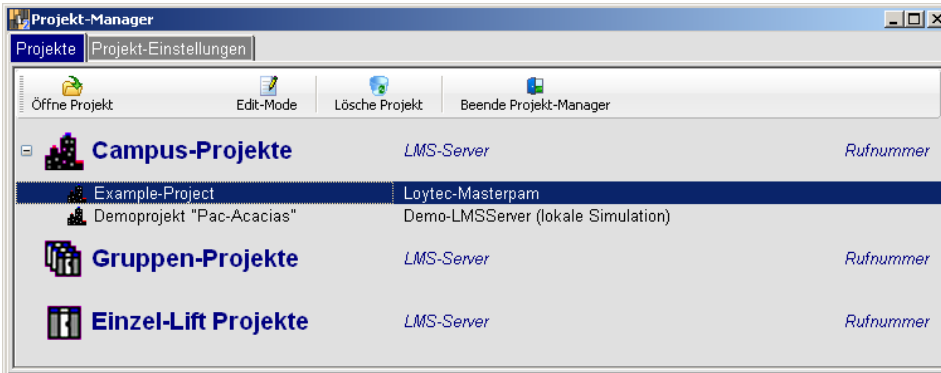 Projekt-Manager
Projekte Projekt-Einstellungen
Öffne Projekt Edit-Mode Lösche Projekt Beende Projekt-Manager
Campus-Projekte LMS-Server Rufnummer
Example-Project Loytec-Masterpam
Demoprojekt "Pac-Acacias" Demo-LMSServer (lokale Simulation)
Gruppen-Projekte LMS-Server Rufnummer
Einzel-Lift Projekte LMS-Server Rufnummer